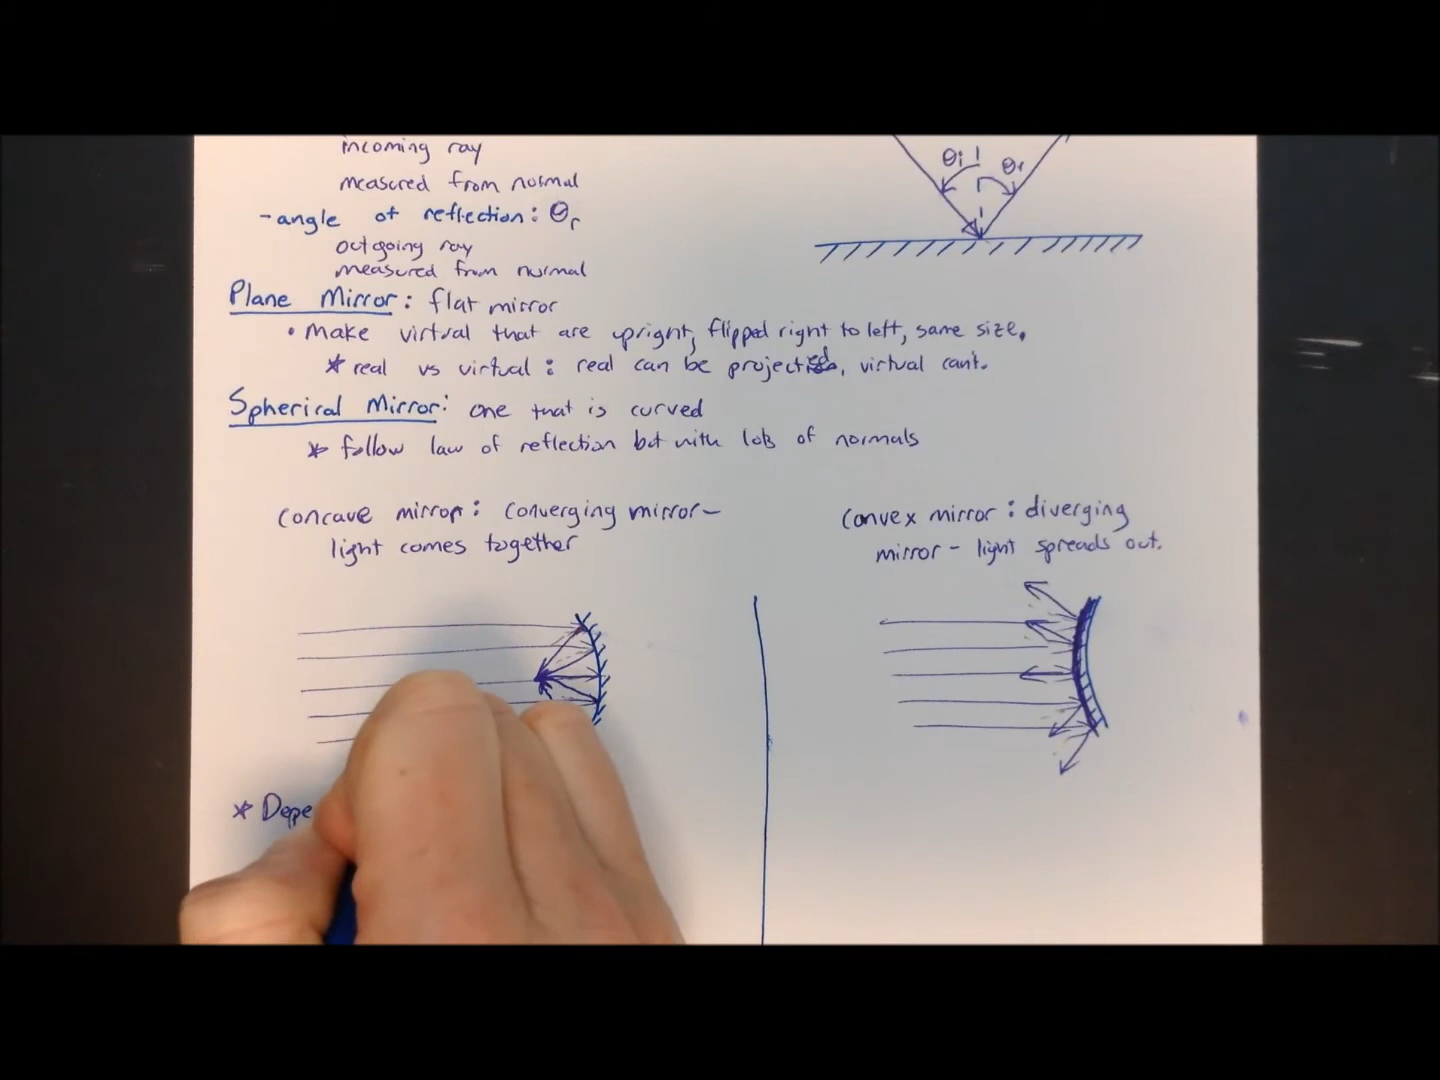 incoming ray
measured from normal
- angle of reflection: θr
outgoing ray
measured from normal
θi θr
Plane Mirror: flat mirror
• Make virtual that are upright, flipped right to left, same size.
* real vs virtual: real can be projected, virtual can't.
Spherical Mirror: one that is curved
* follow law of reflection but with lots of normals
concave mirror: converging mirror-
light comes together
convex mirror: diverging
mirror - light spreads out.
* Depe